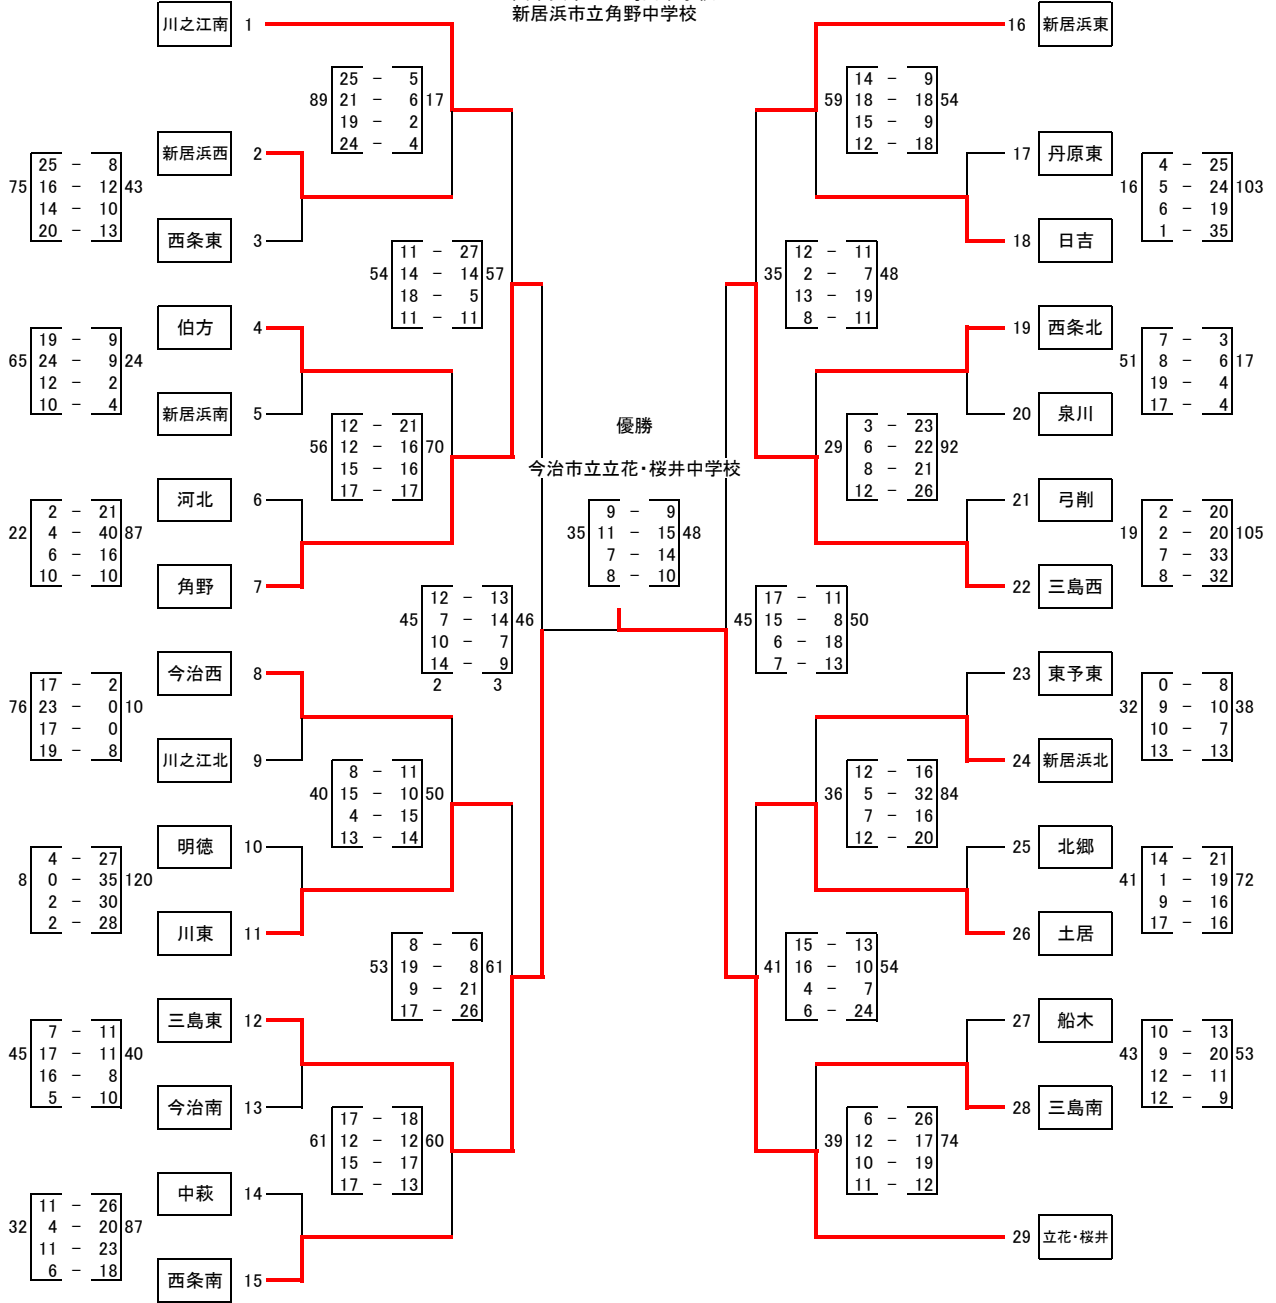 新居浜市立角野中学校
川之江南 1
25 - 5
89 21 - 6 17
19 - 2
24 - 4
新居浜西 2
25 - 8
75 16 - 12 43
14 - 10
20 - 13
西条東 3
11 - 27
54 14 - 14 57
18 - 5
11 - 11
伯方 4
19 - 9
65 24 - 9 24
12 - 2
10 - 4
新居浜南 5
12 - 21
56 12 - 16 70
15 - 16
17 - 17
河北 6
2 - 21
22 4 - 40 87
6 - 16
10 - 10
角野 7
12 - 13
45 7 - 14 46
10 - 7
14 - 9
2 3
今治西 8
17 - 2
76 23 - 0 10
17 - 0
19 - 8
川之江北 9
8 - 11
40 15 - 10 50
4 - 15
13 - 14
明徳 10
4 - 27
8 0 - 35 120
2 - 30
2 - 28
川東 11
8 - 6
53 19 - 8 61
9 - 21
17 - 26
三島東 12
7 - 11
45 17 - 11 40
16 - 8
5 - 10
今治南 13
17 - 18
61 12 - 12 60
15 - 17
17 - 13
中萩 14
11 - 26
32 4 - 20 87
11 - 23
6 - 18
西条南 15
優勝
今治市立立花・桜井中学校
9 - 9
35 11 - 15 48
7 - 14
8 - 10
16 新居浜東
14 - 9
59 18 - 18 54
15 - 9
12 - 18
17 丹原東
4 - 25
16 5 - 24 103
6 - 19
1 - 35
18 日吉
12 - 11
35 2 - 7 48
13 - 19
8 - 11
19 西条北
7 - 3
51 8 - 6 17
19 - 4
17 - 4
20 泉川
3 - 23
29 6 - 22 92
8 - 21
12 - 26
21 弓削
2 - 20
19 2 - 20 105
7 - 33
8 - 32
22 三島西
17 - 11
45 15 - 8 50
6 - 18
7 - 13
23 東予東
0 - 8
32 9 - 10 38
10 - 7
13 - 13
24 新居浜北
12 - 16
36 5 - 32 84
7 - 16
12 - 20
25 北郷
14 - 21
41 1 - 19 72
9 - 16
17 - 16
26 土居
15 - 13
41 16 - 10 54
4 - 7
6 - 24
27 船木
10 - 13
43 9 - 20 53
12 - 11
12 - 9
28 三島南
6 - 26
39 12 - 17 74
10 - 19
11 - 12
29 立花・桜井